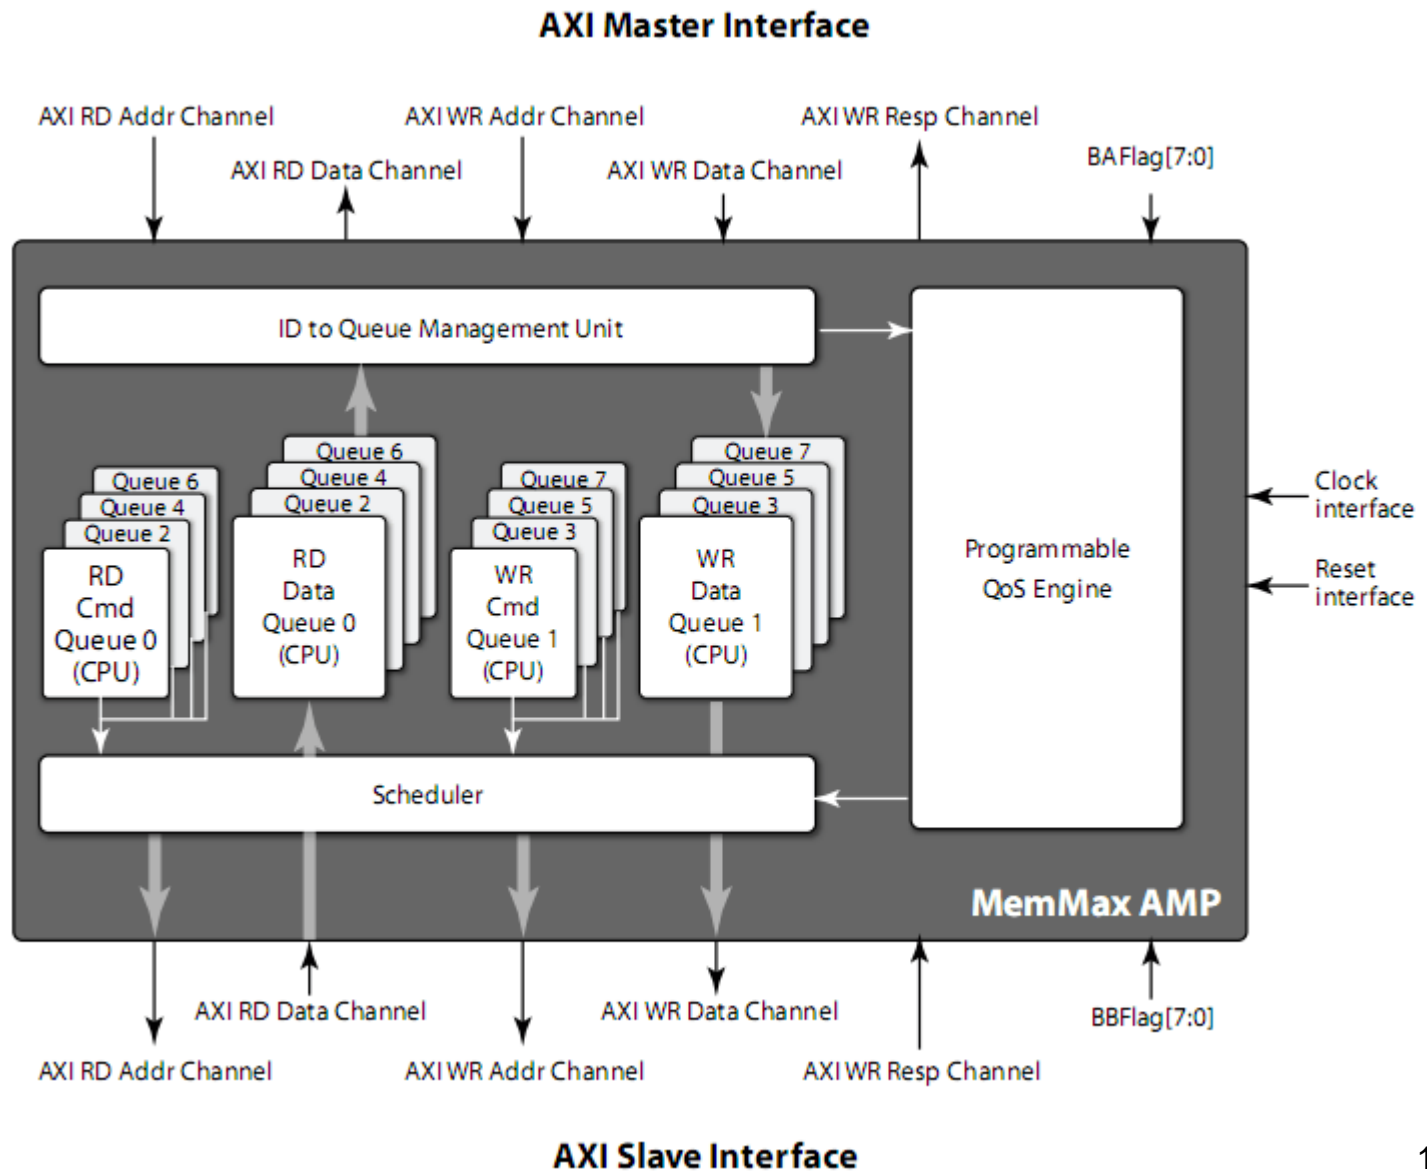 AXI Master Interface
AXI RD Addr Channel
AXI WR Addr Channel
AXI WR Resp Channel
AXI RD Data Channel
AXI WR Data Channel
BAFlag[7:0]
ID to Queue Management Unit
Queue 6
Queue 4
Queue 2
RD
Cmd
Queue 0
(CPU)
Queue 6
Queue 4
Queue 2
RD
Data
Queue 0
(CPU)
Queue 7
Queue 5
Queue 3
WR
Cmd
Queue 1
(CPU)
Queue 7
Queue 5
Queue 3
WR
Data
Queue 1
(CPU)
Programmable
QoS Engine
Clock
interface
Reset
interface
Scheduler
MemMax AMP
AXI RD Data Channel
AXI WR Data Channel
BBFlag[7:0]
AXI RD Addr Channel
AXI WR Addr Channel
AXI WR Resp Channel
AXI Slave Interface